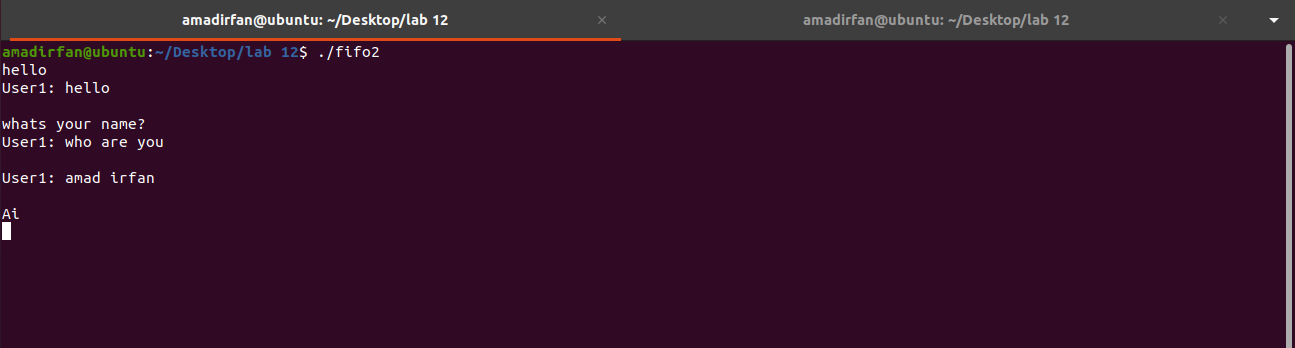 amadirfan@ubuntu: ~/Desktop/lab 12 × amadirfan@ubuntu: ~/Desktop/lab 12 ×
amadirfan@ubuntu:~/Desktop/lab 12$ ./fifo2
hello
User1: hello
whats your name?
User1: who are you
User1: amad irfan
Ai